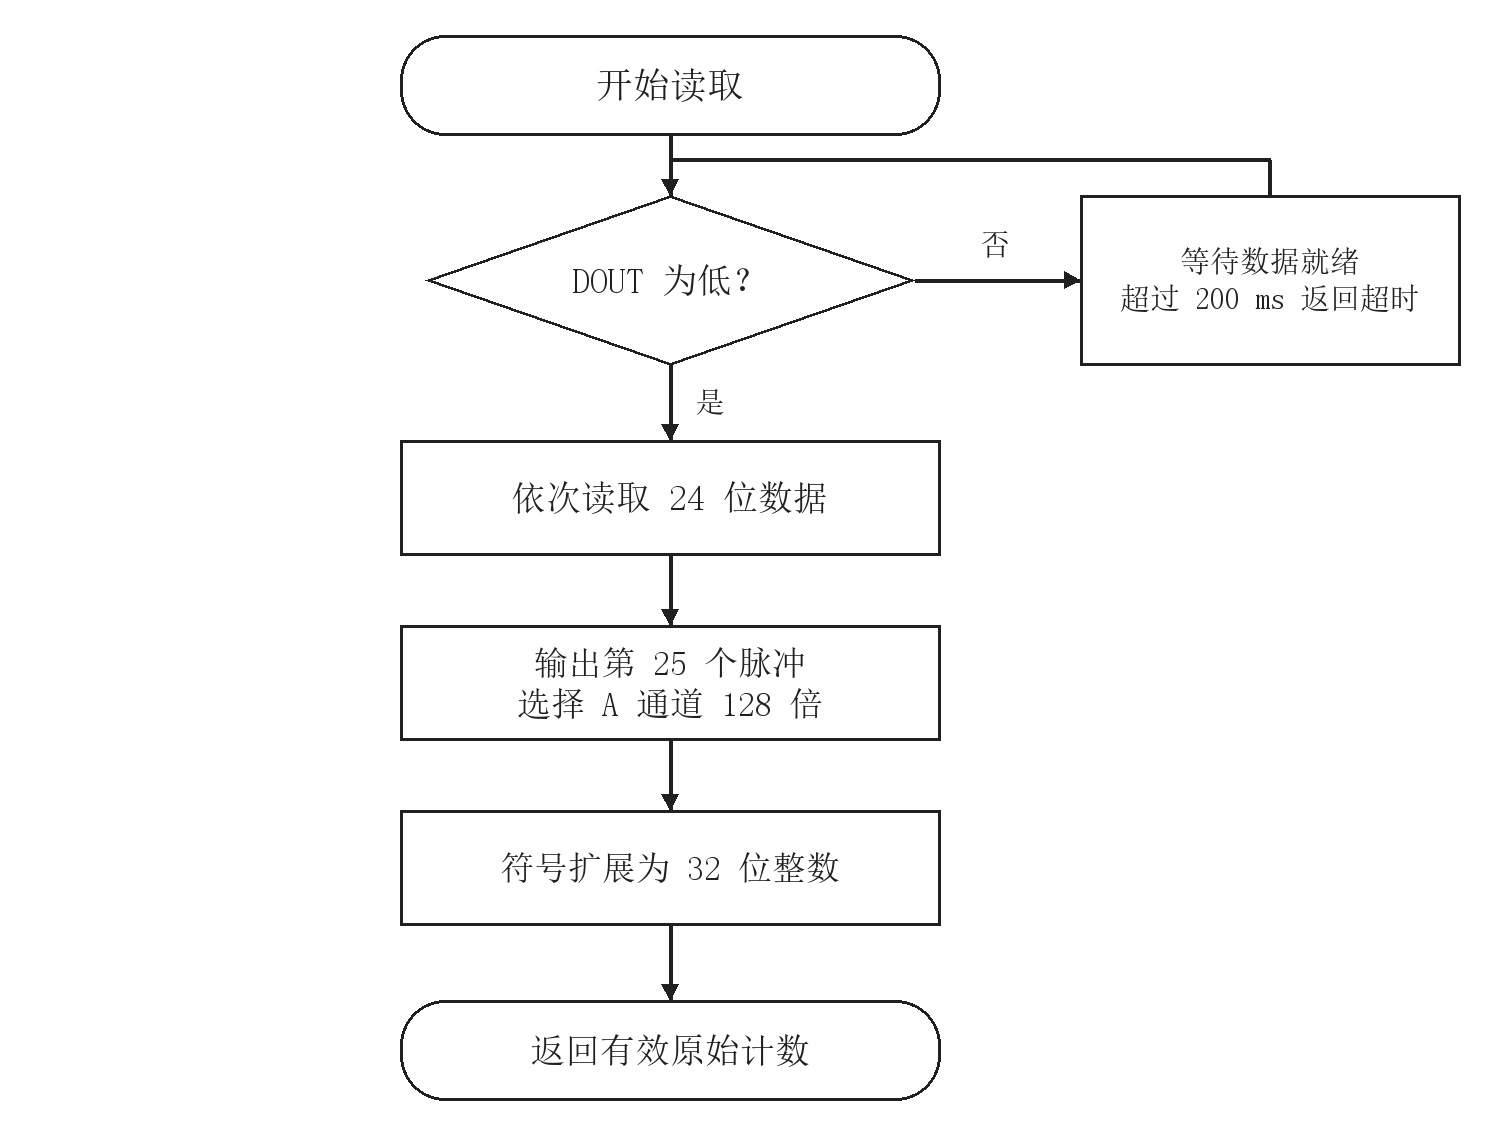 开始读取
DOUT 为低？
否
等待数据就绪
超过 200 ms 返回超时
是
依次读取 24 位数据
输出第 25 个脉冲
选择 A 通道 128 倍
符号扩展为 32 位整数
返回有效原始计数